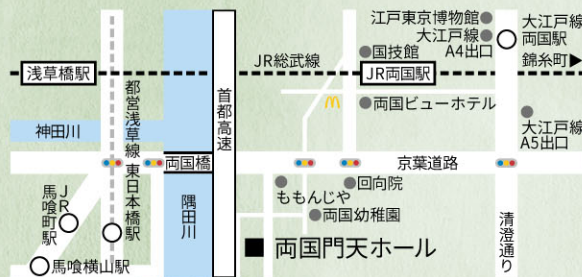 江戸東京博物館
大江戸線
A4出口
大江戸線
両国駅
国技館
JR総武線
錦糸町▶
浅草橋駅
JR両国駅
都営浅草線
首都高速
両国ビューホテル
大江戸線
A5出口
神田川
両国橋
京葉道路
JR
馬喰町駅
東日本橋駅
隅田川
ももんじや
回向院
両国幼稚園
清澄通り
両国門天ホール
馬喰横山駅